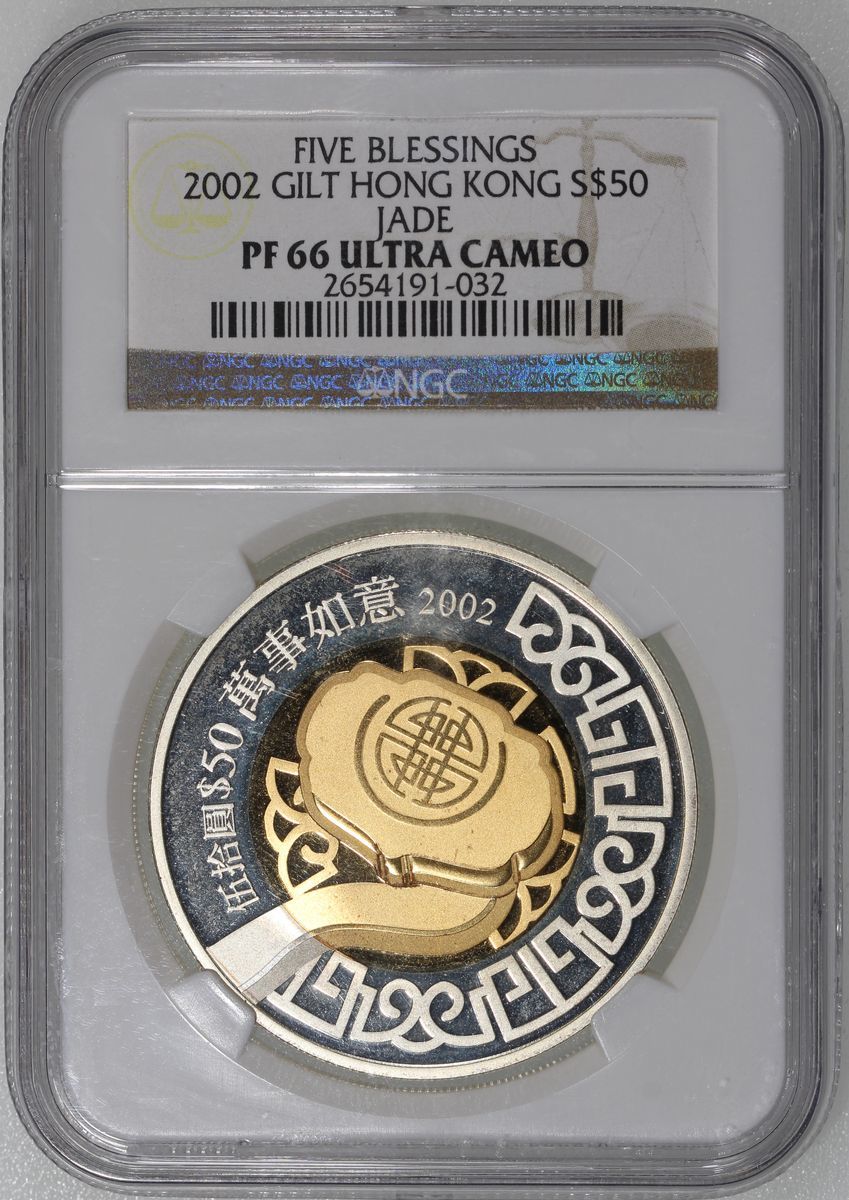 FIVE BLESSINGS
2002 GILT HONG KONG S$50
JADE
PF 66 ULTRA CAMEO
2654191-032
NGC
伍拾圓 $50 萬事如意 2002